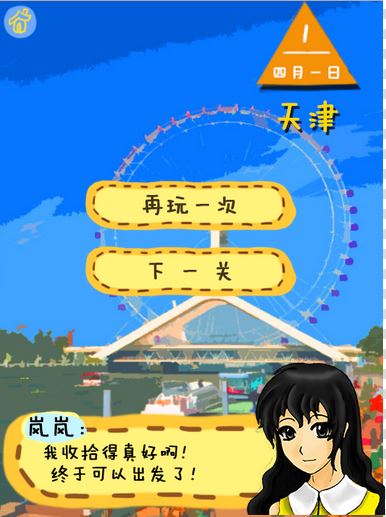 1
四月一日
天津
再玩一次
下一关
岚岚：
我收拾得真好啊！
终于可以出发了！